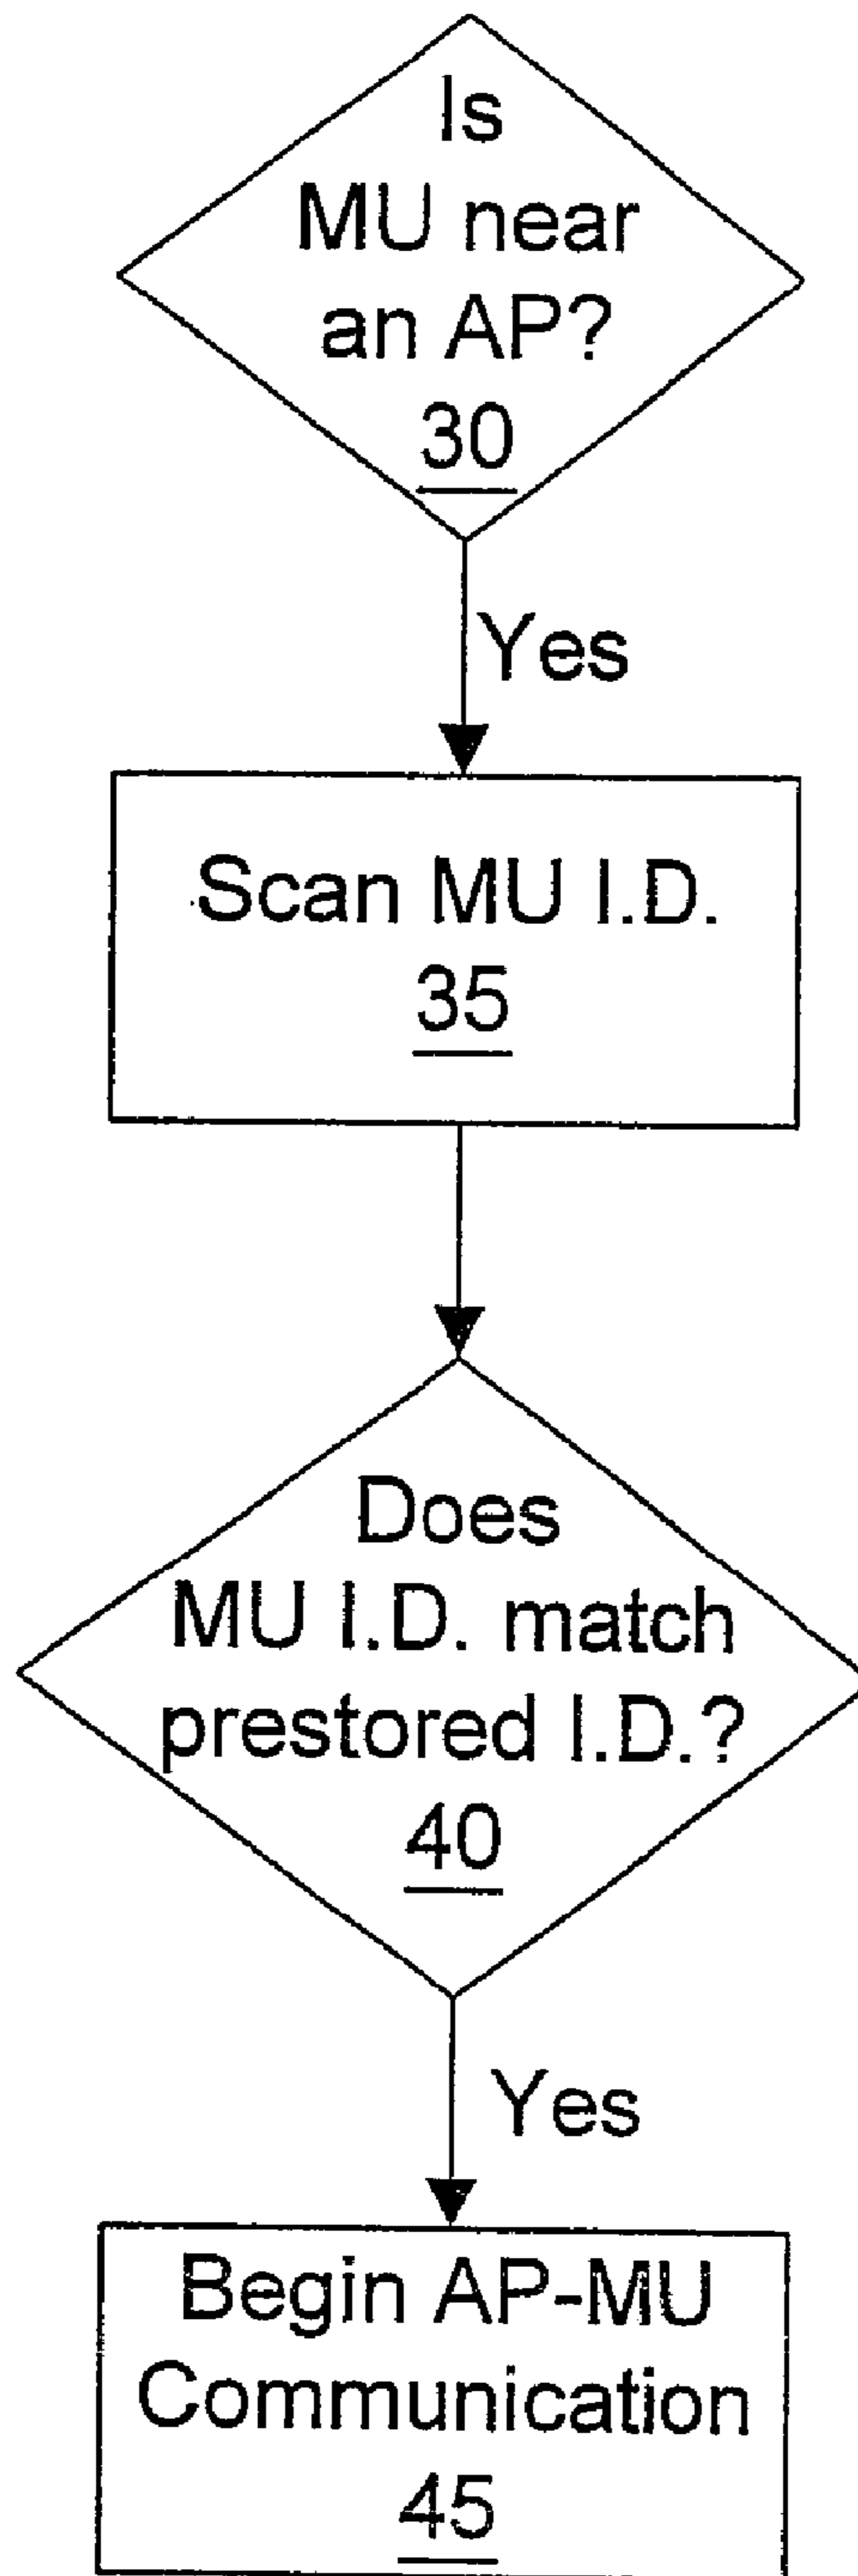 Is
MU near
an AP?
30
Yes
Scan MU I.D.
35
Does
MU I.D. match
prestored I.D.?
40
Yes
Begin AP-MU
Communication
45